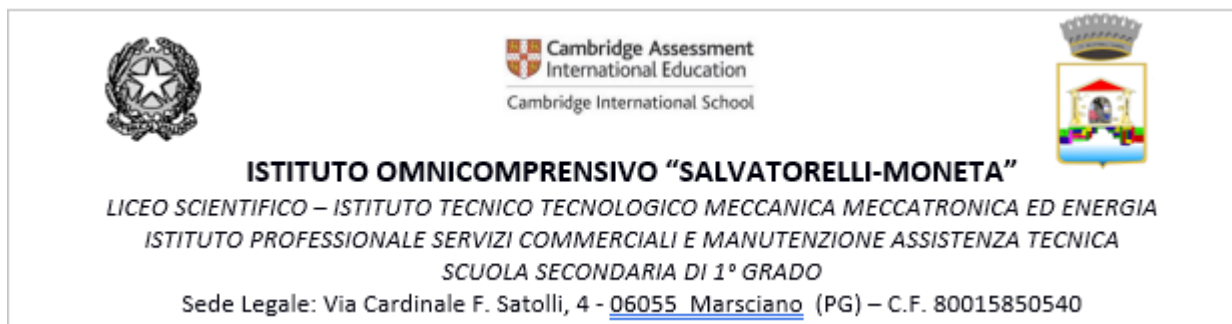 Cambridge Assessment
International Education
Cambridge International School
ISTITUTO OMNICOMPRENSIVO “SALVATORELLI-MONETA”
LICEO SCIENTIFICO – ISTITUTO TECNICO TECNOLOGICO MECCANICA MECCATRONICA ED ENERGIA
ISTITUTO PROFESSIONALE SERVIZI COMMERCIALI E MANUTENZIONE ASSISTENZA TECNICA
SCUOLA SECONDARIA DI 1° GRADO
Sede Legale: Via Cardinale F. Satolli, 4 - 06055 Marsciano (PG) – C.F. 80015850540